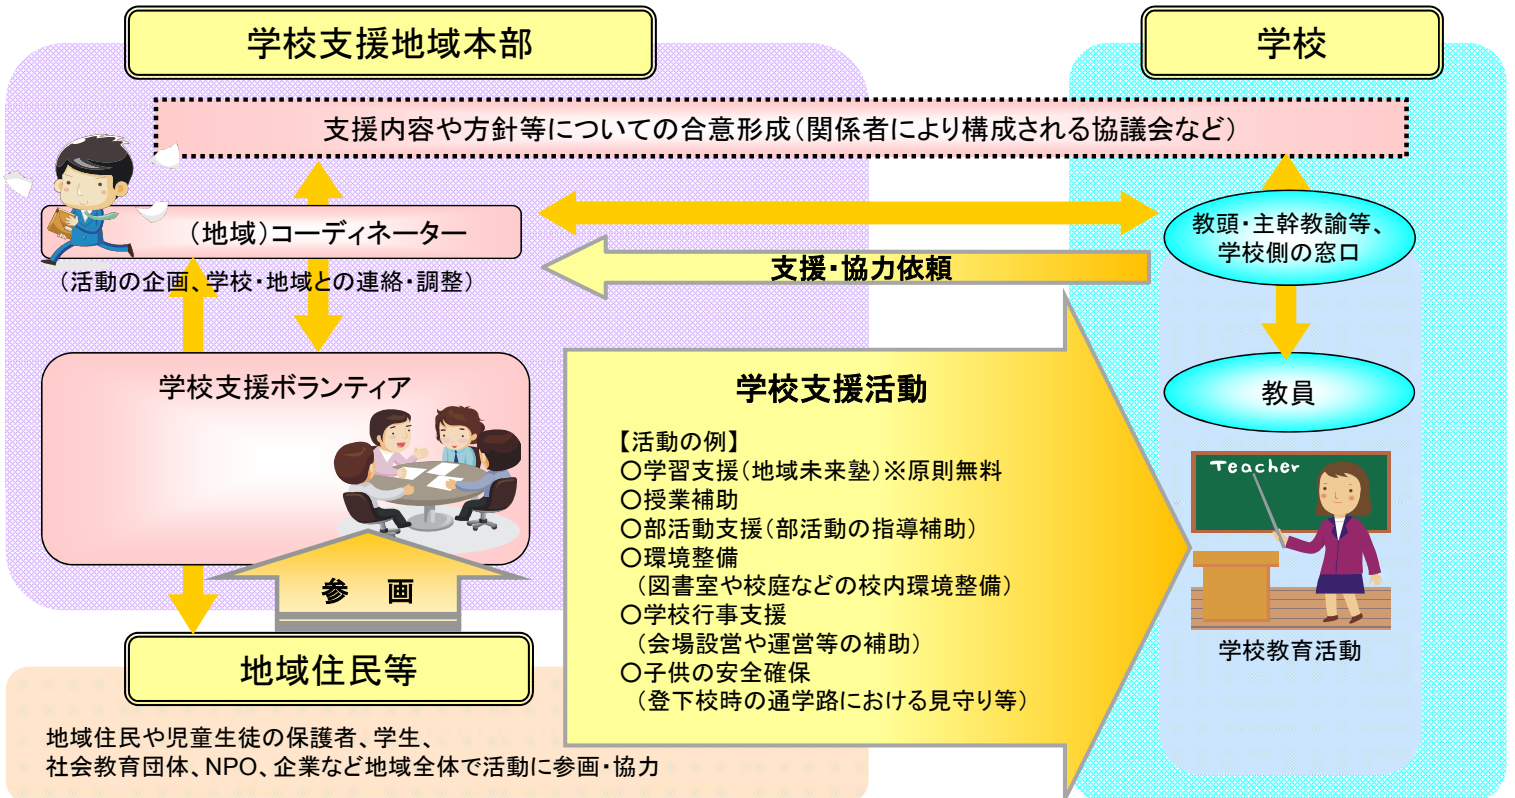 学校支援地域本部
学校
支援内容や方針等についての合意形成（関係者により構成される協議会など）
（地域）コーディネーター
（活動の企画、学校・地域との連絡・調整）
教頭・主幹教諭等、
学校側の窓口
支援・協力依頼
学校支援ボランティア
教員
学校支援活動
【活動の例】
○学習支援（地域未来塾）※原則無料
○授業補助
○部活動支援（部活動の指導補助）
○環境整備
（図書室や校庭などの校内環境整備）
○学校行事支援
（会場設営や運営等の補助）
○子供の安全確保
（登下校時の通学路における見守り等）
Teacher
学校教育活動
参　画
地域住民等
地域住民や児童生徒の保護者、学生、
社会教育団体、NPO、企業など地域全体で活動に参画・協力